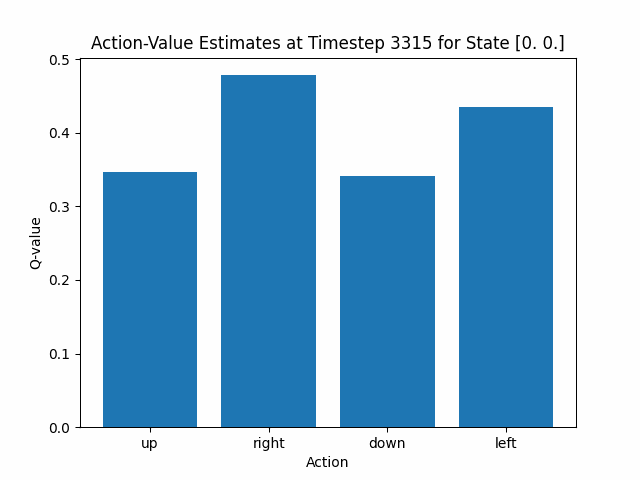 Action-Value Estimates at Timestep 3315 for State [0. 0.]
0.5
0.4
0.3
0.2
0.1
0.0
Q-value
up right down left
Action